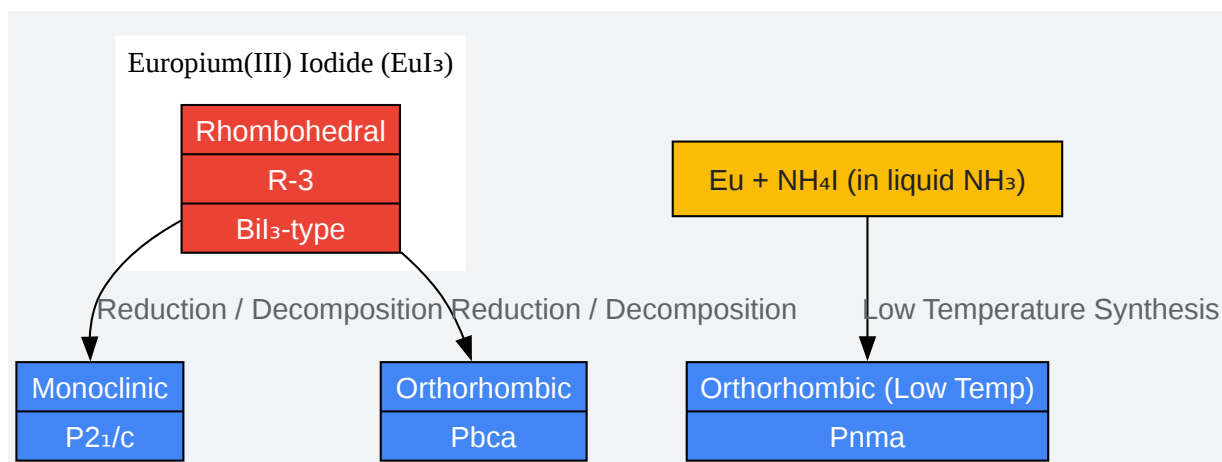 Europium(III) Iodide (EuI₃)
Rhombohedral
R-3
BiI₃-type
Eu + NH₄I (in liquid NH₃)
Reduction / Decomposition
Reduction / Decomposition
Low Temperature Synthesis
Monoclinic
P2₁/c
Orthorhombic
Pbca
Orthorhombic (Low Temp)
Pnma